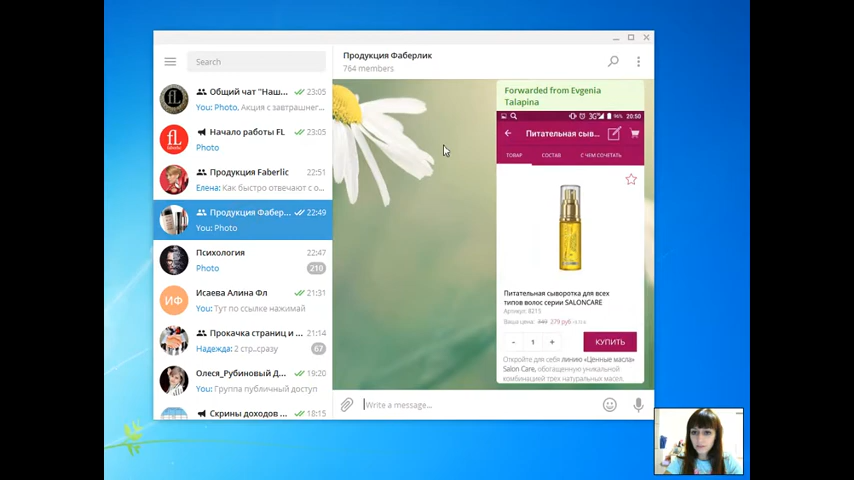 Search
Общий чат "Наш...
23:05
You: Photo. Акция с завтрашнег...
Начало работы FL
23:05
Photo
Продукция Faberlic
22:51
Елена: Как быстро отвечают с о...
Продукция Фабер...
22:49
You: Photo
Психология
22:47
Photo
210
ИФ
Исаева Алина Фл
21:31
You: Тут по ссылке нажимай
Прокачка страниц и ...
21:14
Надежда: 2 стр..сразу
67
Олеся_Рубиновый Д...
19:20
You: Группа публичный доступ
Скрины доходов ...
18:15
Продукция Фаберлик
764 members
Forwarded from Evgenia
Talapina
3G 96% 20:50
Питательная сыв...
ТОВАР СОСТАВ С ЧЕМ СОЧЕТАТЬ
Питательная сыворотка для всех
типов волос серии SALONCARE
Артикул: 8215
Ваша цена: 279 руб
- 1 +
КУПИТЬ
Откройте для себя линию «Ценные масла»
Salon Care, обогащенную уникальной
комбинацией трех натуральных масел,
Write a message...